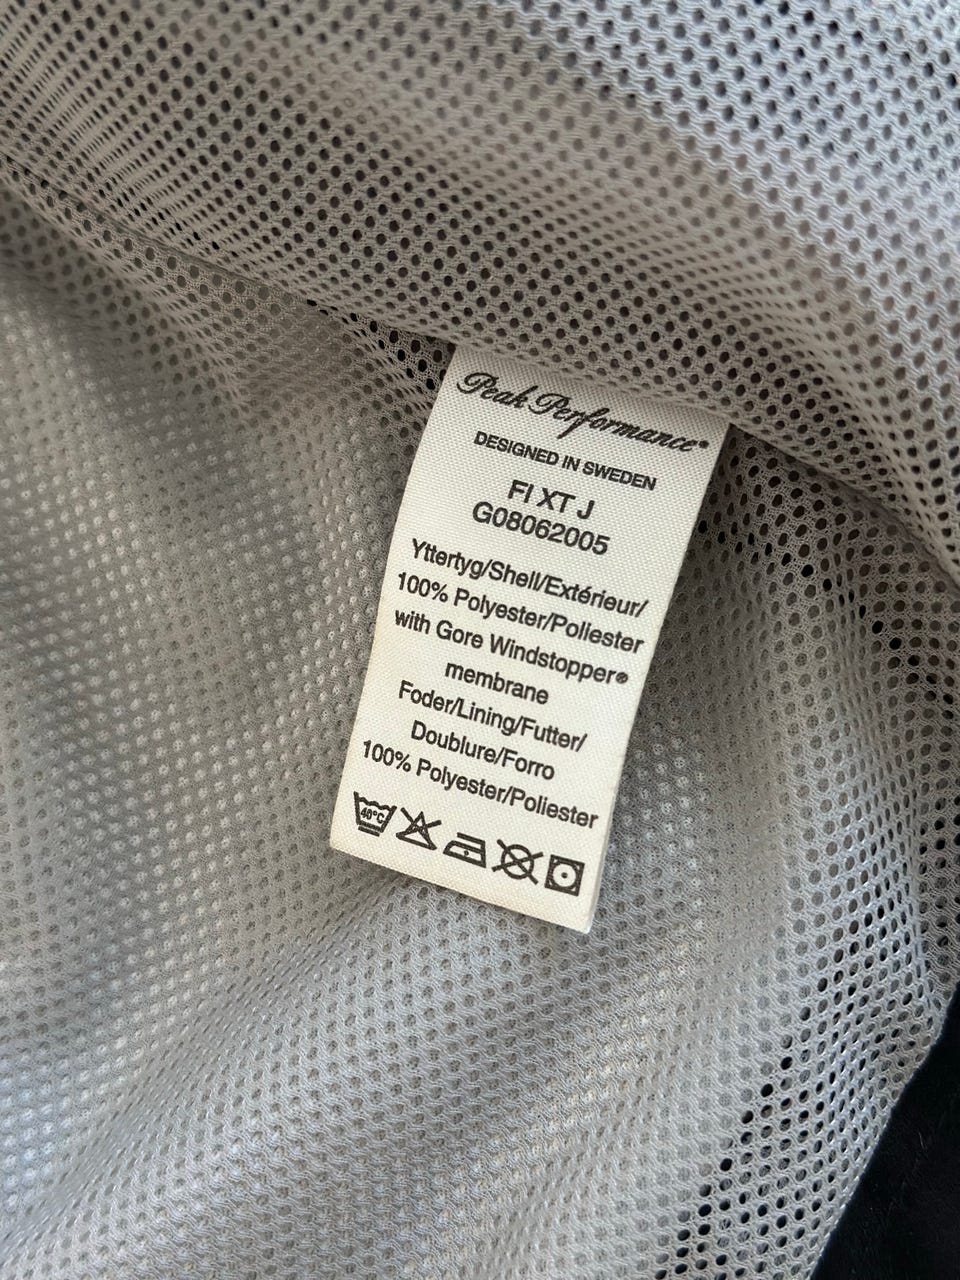 Peak Performance®
DESIGNED IN SWEDEN
FI XT J
G08062005
Yttertyg/Shell/Extérieur/
100% Polyester/Poliester
with Gore Windstopper®
membrane
Foder/Lining/Futter/
Doublure/Forro
100% Polyester/Poliester
40°C